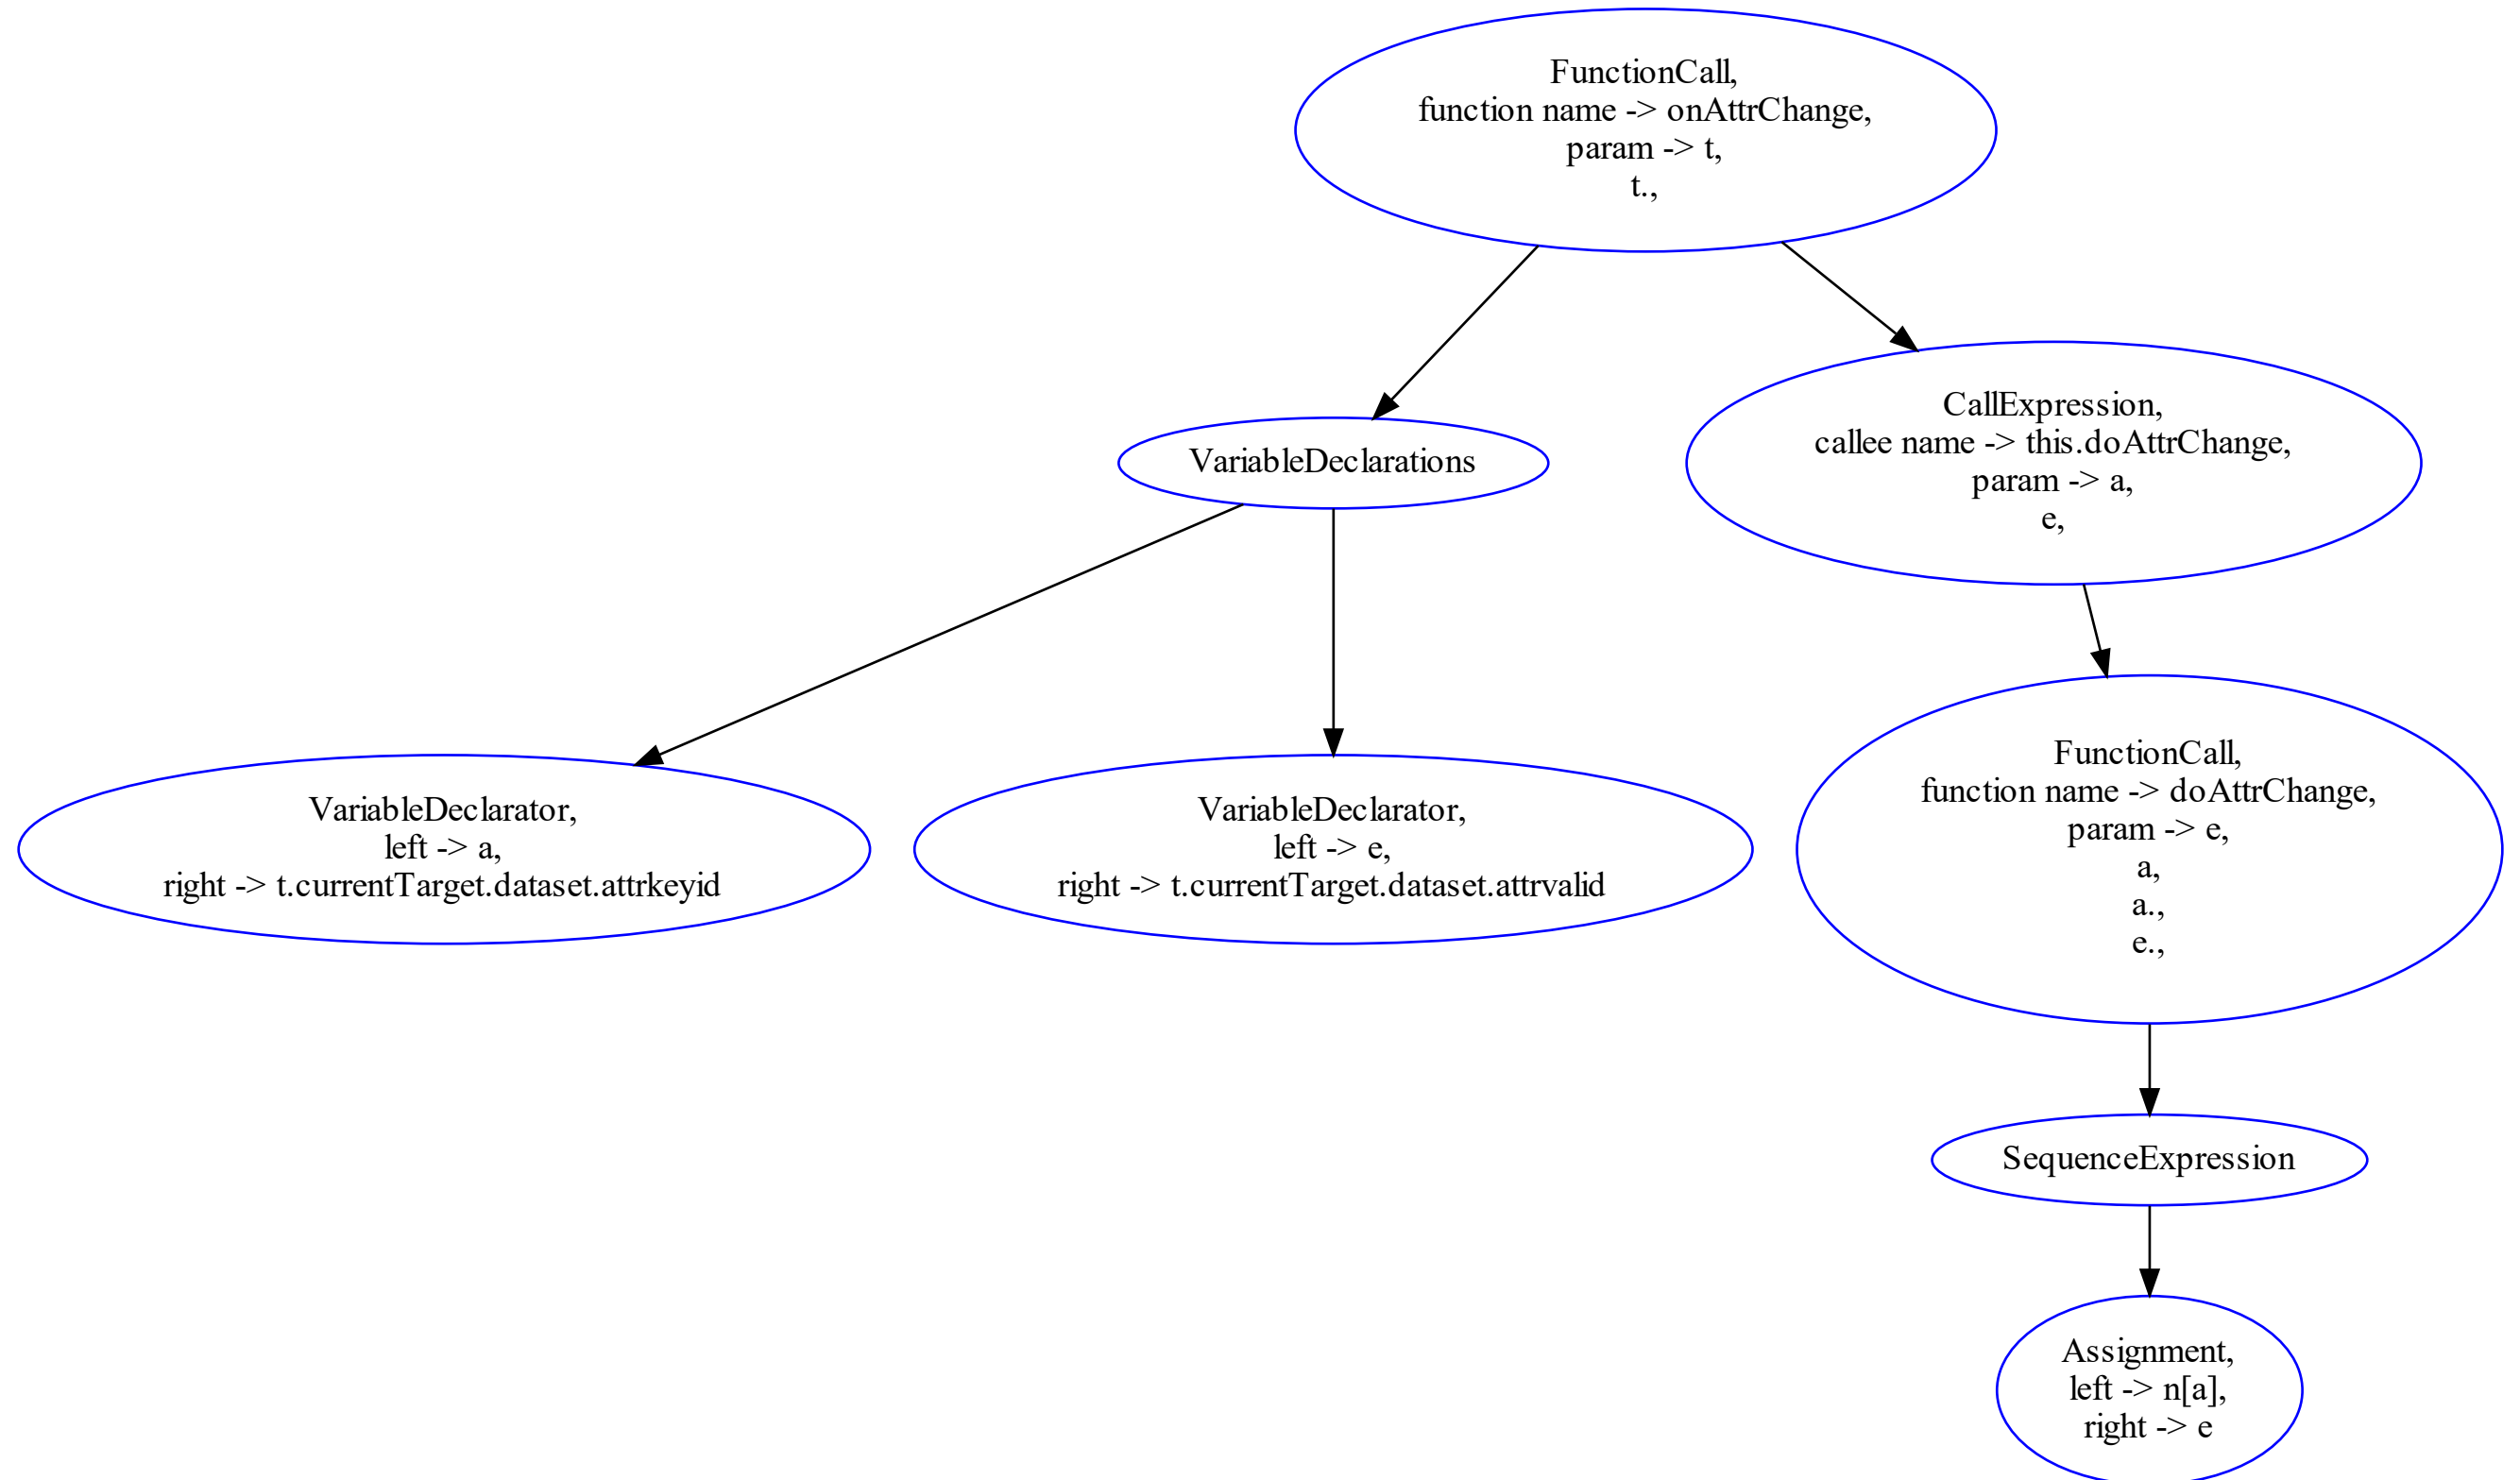 FunctionCall,
function name -> onAttrChange,
param -> t,
t.,
VariableDeclarations
CallExpression,
callee name -> this.doAttrChange,
param -> a,
e,
VariableDeclarator,
left -> a,
right -> t.currentTarget.dataset.attrkeyid
VariableDeclarator,
left -> e,
right -> t.currentTarget.dataset.attrvalid
FunctionCall,
function name -> doAttrChange,
param -> e,
a,
a.,
e.,
SequenceExpression
Assignment,
left -> n[a],
right -> e